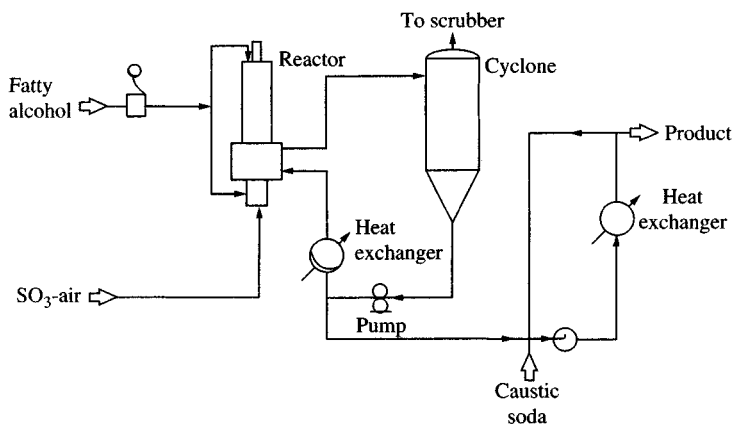 To scrubber
Reactor
Cyclone
Fatty
alcohol
Product
Heat
exchanger
Heat
exchanger
SO3-air
Pump
Caustic
soda